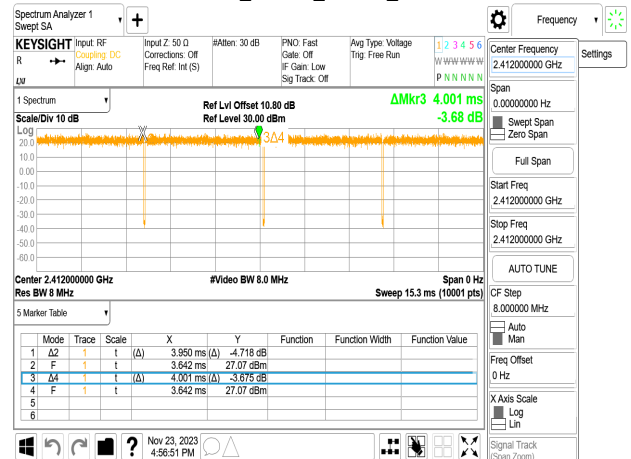 Spectrum Analyzer 1
Swept SA
Frequency
KEYSIGHT
R
Input: RF
Coupling: DC
Align: Auto
Input Z: 50 Ω
Corrections: Off
Freq Ref: Int (S)
#Atten: 30 dB
PNO: Fast
Gate: Off
IF Gain: Low
Sig Track: Off
Avg Type: Voltage
Trig: Free Run
1 2 3 4 5 6
W W W W W W
P N N N N N
1 Spectrum
Scale/Div 10 dB
Ref Lvl Offset 10.80 dB
Ref Level 30.00 dBm
ΔMkr3 4.001 ms
-3.68 dB
Log
20.0
10.0
0.00
-10.0
-20.0
-30.0
-40.0
-50.0
-60.0
3Δ4
Center 2.412000000 GHz
#Video BW 8.0 MHz
Span 0 Hz
Res BW 8 MHz
Sweep 15.3 ms (10001 pts)
5 Marker Table
Mode Trace Scale X Y Function Function Width Function Value
1 Δ2 1 t (Δ) 3.950 ms (Δ) -4.718 dB
2 F 1 t 3.642 ms 27.07 dBm
3 Δ4 1 t (Δ) 4.001 ms (Δ) -3.675 dB
4 F 1 t 3.642 ms 27.07 dBm
5
6
?
Nov 23, 2023
4:56:51 PM
Center Frequency
2.412000000 GHz
Settings
Span
0.00000000 Hz
Swept Span
Zero Span
Full Span
Start Freq
2.412000000 GHz
Stop Freq
2.412000000 GHz
AUTO TUNE
CF Step
8.000000 MHz
Auto
Man
Freq Offset
0 Hz
X Axis Scale
Log
Lin
Signal Track
(Span Zoom)